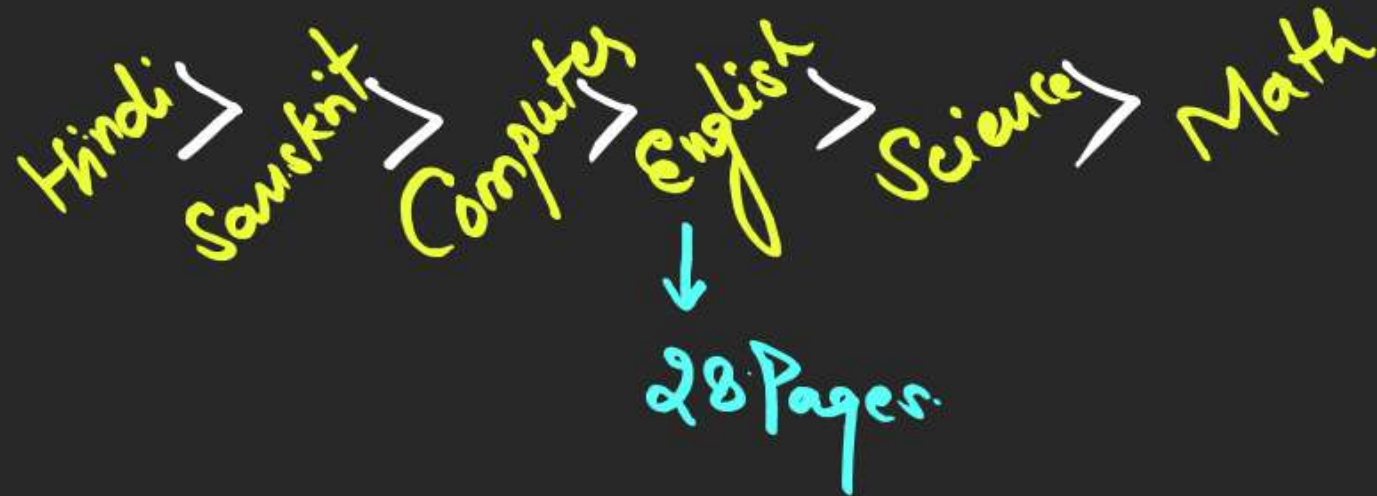 Hindi > Sanskrit > Computer > English > Science > Math
↓
28 Pages.